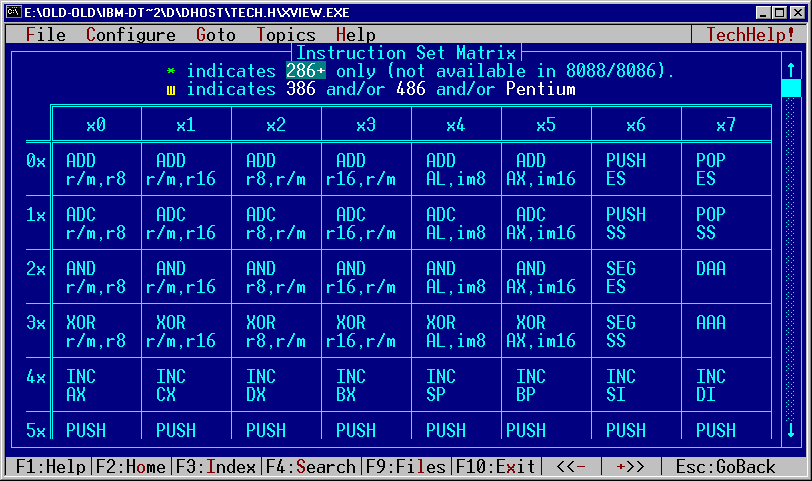 E:\OLD-OLD\IBM-DT~2\D\DHOST\TECH.H\XVIEW.EXE
File Configure Goto Topics Help TechHelp!
Instruction Set Matrix
* indicates 286+ only (not available in 8088/8086).
ш indicates 386 and/or 486 and/or Pentium
x0 x1 x2 x3 x4 x5 x6 x7
0x ADD ADD ADD ADD ADD ADD PUSH POP
r/m,r8 r/m,r16 r8,r/m r16,r/m AL,im8 AX,im16 ES ES
1x ADC ADC ADC ADC ADC ADC PUSH POP
r/m,r8 r/m,r16 r8,r/m r16,r/m AL,im8 AX,im16 SS SS
2x AND AND AND AND AND AND SEG DAA
r/m,r8 r/m,r16 r8,r/m r16,r/m AL,im8 AX,im16 ES
3x XOR XOR XOR XOR XOR XOR SEG AAA
r/m,r8 r/m,r16 r8,r/m r16,r/m AL,im8 AX,im16 SS
4x INC INC INC INC INC INC INC INC
AX CX DX BX SP BP SI DI
5x PUSH PUSH PUSH PUSH PUSH PUSH PUSH PUSH
F1:Help F2:Home F3:Index F4:Search F9:Files F10:Exit <<- +>> Esc:GoBack